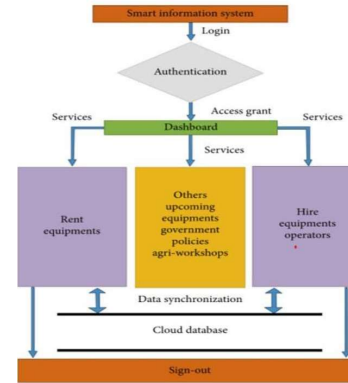 Smart information system
Login
Authentication
Access grant
Services
Services
Dashboard
Services
Rent
equipments
Others
upcoming
equipments
government
policies
agri-workshops
Hire
equipments
operators
Data synchronization
Cloud database
Sign-out